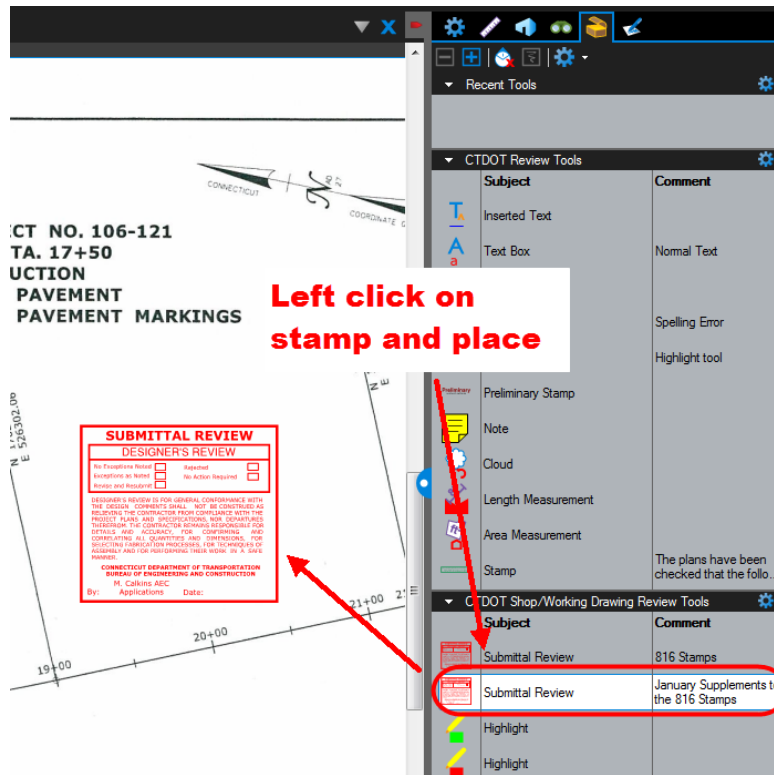 Recent Tools
CTDOT Review Tools
Subject Comment
Inserted Text
Text Box Normal Text
Spelling Error
Highlight tool
Preliminary Preliminary Stamp
Note
Cloud
Length Measurement
Area Measurement
Stamp The plans have been
checked that the follo..
CTDOT Shop/Working Drawing Review Tools
Subject Comment
Submittal Review 816 Stamps
Submittal Review January Supplements to
the 816 Stamps
Highlight
Highlight
CONNECTICUT
COORDINATE
CT NO. 106-121
TA. 17+50
UCTION
PAVEMENT
PAVEMENT MARKINGS
Left click on
stamp and place
N
E 526302.06
N E
SUBMITTAL REVIEW
DESIGNER'S REVIEW
No Exceptions Noted Rejected
Exceptions as Noted No Action Required
Revise and Resubmit
DESIGNER'S REVIEW IS FOR GENERAL CONFORMANCE WITH
THE DESIGN COMMENTS SHALL NOT BE CONSTRUED AS
RELIEVING THE CONTRACTOR FROM COMPLIANCE WITH THE
PROJECT PLANS AND SPECIFICATIONS, NOR DEPARTURES
THEREFROM. THE CONTRACTOR REMAINS RESPONSIBLE FOR
DETAILS AND ACCURACY, FOR CONFIRMING AND
CORRELATING ALL QUANTITIES AND DIMENSIONS, FOR
SELECTING FABRICATION PROCESSES, FOR TECHNIQUES OF
ASSEMBLY AND FOR PERFORMING THEIR WORK IN A SAFE
MANNER.
CONNECTICUT DEPARTMENT OF TRANSPORTATION
BUREAU OF ENGINEERING AND CONSTRUCTION
M. Calkins AEC
By: Applications Date:
19+00
20+00
21+00